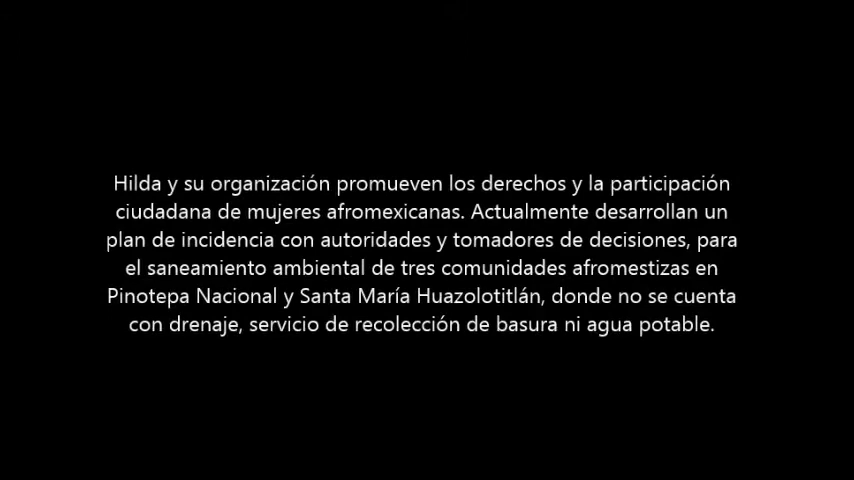 Hilda y su organización promueven los derechos y la participación
ciudadana de mujeres afromexicanas. Actualmente desarrollan un
plan de incidencia con autoridades y tomadores de decisiones, para
el saneamiento ambiental de tres comunidades afromestizas en
Pinotepa Nacional y Santa María Huazolotitlán, donde no se cuenta
con drenaje, servicio de recolección de basura ni agua potable.